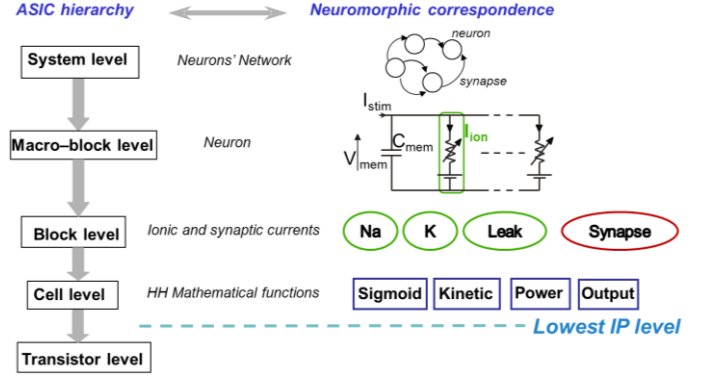 ASIC hierarchy
Neuromorphic correspondence
System level
Neurons' Network
neuron
synapse
Macro–block level
Neuron
Istim
Vmem
Cmem
Iion
Block level
Ionic and synaptic currents
Na
K
Leak
Synapse
Cell level
HH Mathematical functions
Sigmoid
Kinetic
Power
Output
Lowest IP level
Transistor level